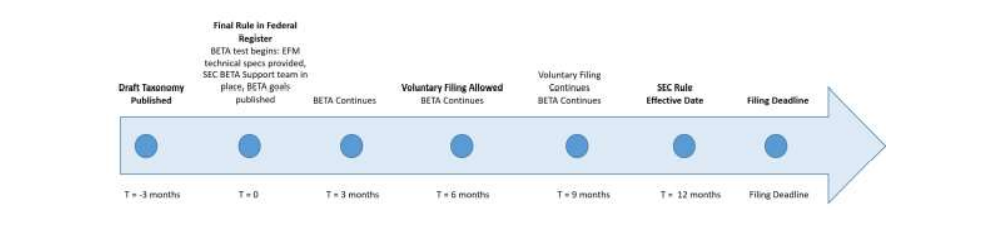 Final Rule in Federal
Register
BETA test begins: EFM
technical specs provided,
SEC BETA Support team in
place, BETA goals
published
Draft Taxonomy
Published
BETA Continues
Voluntary Filing Allowed
BETA Continues
Voluntary Filing
Continues
BETA Continues
SEC Rule
Effective Date
Filing Deadline
T = -3 months
T = 0
T = 3 months
T = 6 months
T = 9 months
T = 12 months
Filing Deadline